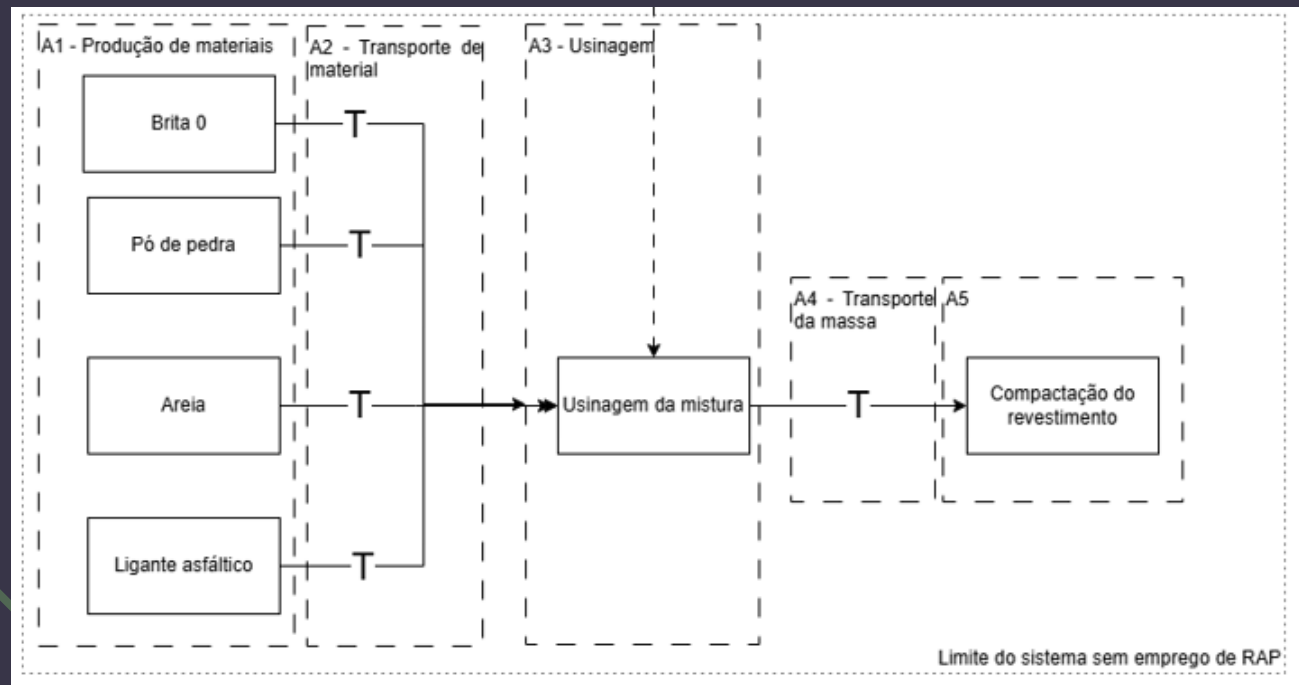 A1 - Produção de materiais
A2 - Transporte de
material
A3 - Usinagem
Brita 0
T
Pó de pedra
T
A4 - Transporte
da massa
A5
Areia
T
Usinagem da mistura
T
Compactação do
revestimento
Ligante asfáltico
T
Limite do sistema sem emprego de RAP